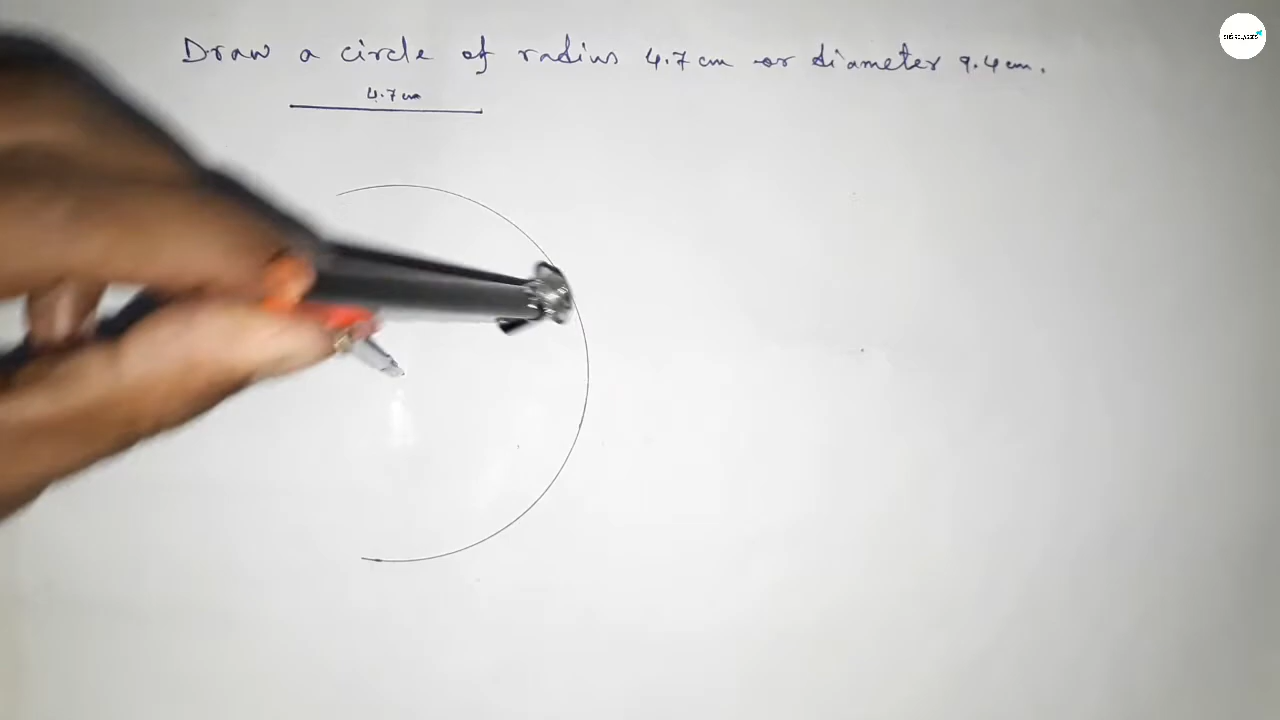 Draw a circle of radius 4.7 cm or diameter 9.4 cm.
4.7 cm